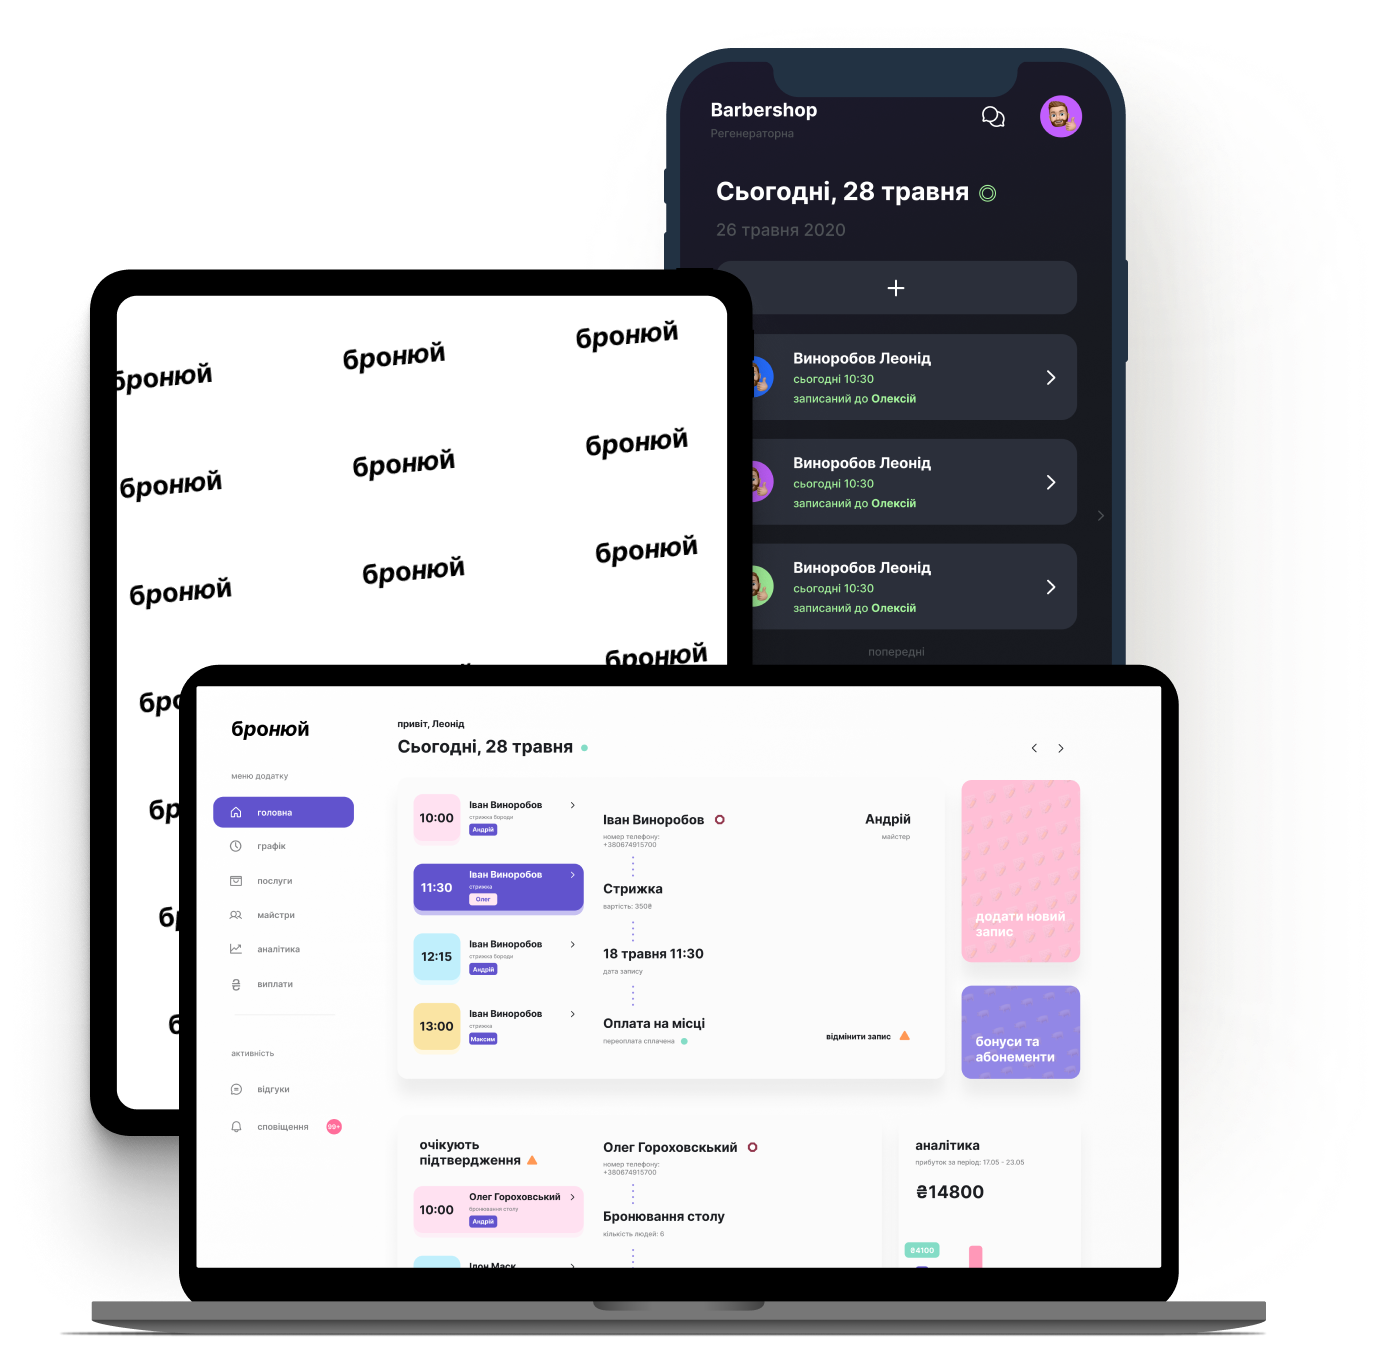 Barbershop
Регенераторна
Сьогодні, 28 травня
26 травня 2020
Виноробов Леонід
сьогодні 10:30
записаний до Олексій
Виноробов Леонід
сьогодні 10:30
записаний до Олексій
Виноробов Леонід
сьогодні 10:30
записаний до Олексій
попередні
бронюй бронюй бронюй
бронюй бронюй бронюй
бронюй бронюй бронюй
бронюй
бронюй
меню додатку
головна
графік
послуги
майстри
аналітика
виплати
активність
відгуки
сповіщення 99+
привіт, Леонід
Сьогодні, 28 травня
10:00
Іван Виноробов
стрижка бороди
Андрій
11:30
Іван Виноробов
стрижка
Олег
12:15
Іван Виноробов
стрижка бороди
Андрій
13:00
Іван Виноробов
стрижка
Максим
Іван Виноробов
номер телефону:
+380674915700
Андрій
майстер
Стрижка
вартість: 350₴
18 травня 11:30
дата запису
Оплата на місці
переоплата сплачена
відмінити запис
додати новий
запис
бонуси та
абонементи
очікують
підтвердження
10:00
Олег Гороховський
бронювання столу
Андрій
Ілон Маск
Олег Гороховскький
номер телефону:
+380674915700
Бронювання столу
кількість людей: 6
аналітика
прибуток за період: 17.05 - 23.05
₴14800
₴4100